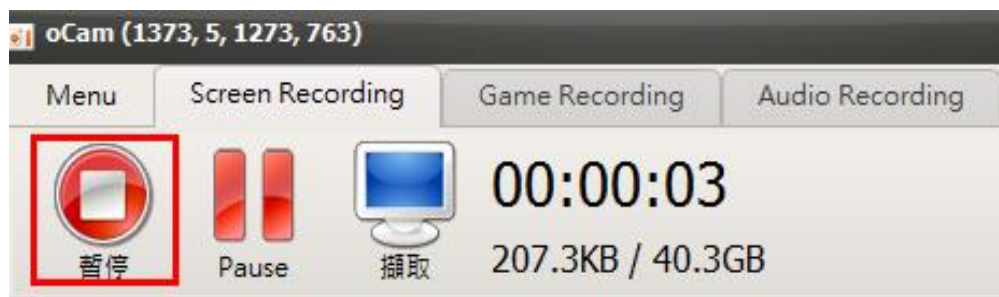 oCam (1373, 5, 1273, 763)
Menu Screen Recording Game Recording Audio Recording
00:00:03
207.3KB / 40.3GB
暫停 Pause 擷取